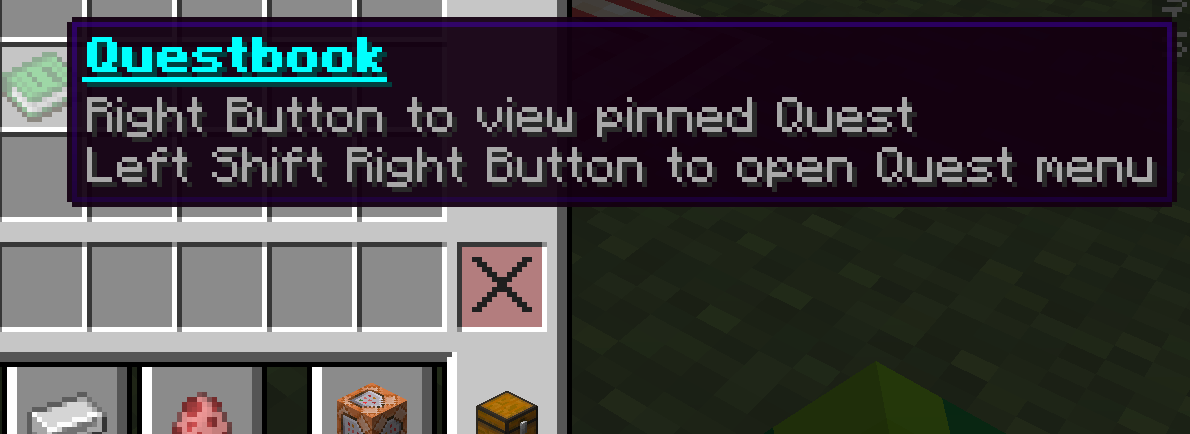 Questbook
Right Button to view pinned Quest
Left Shift Right Button to open Quest menu